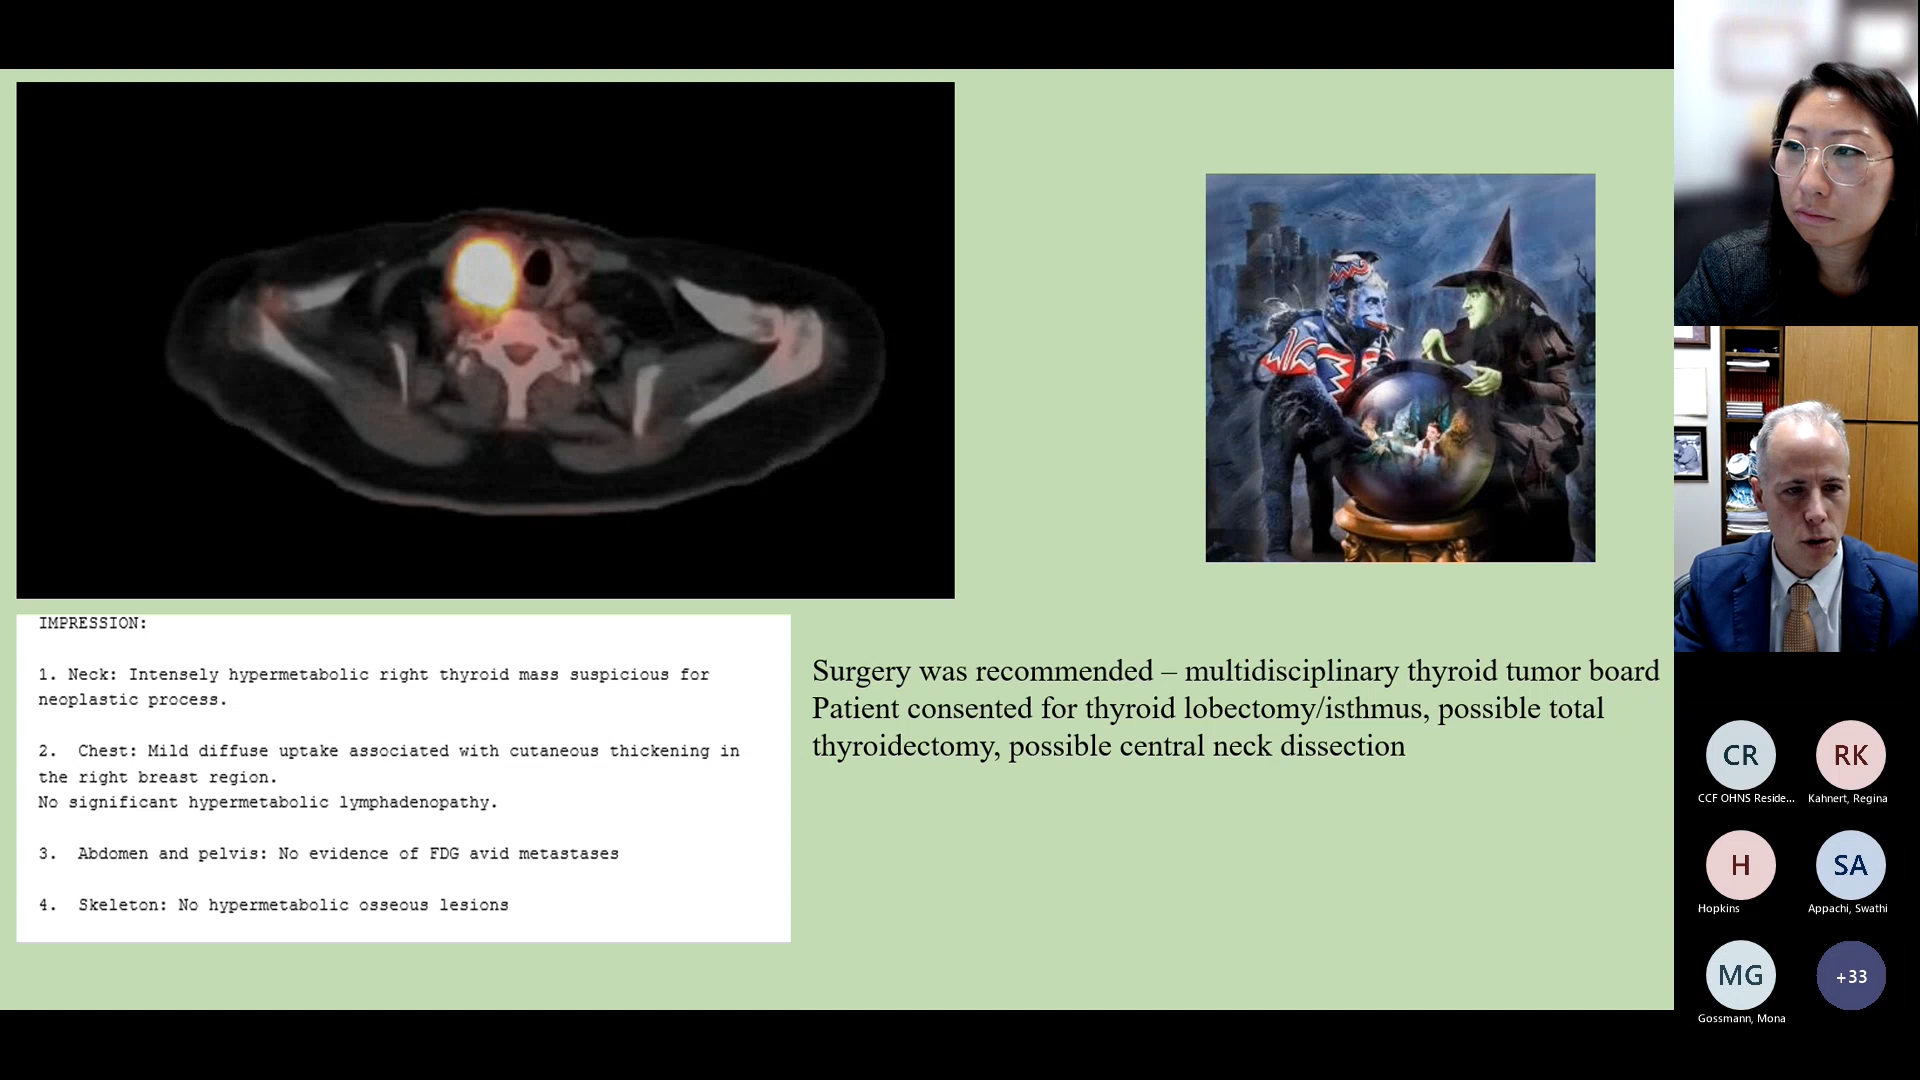 IMPRESSION:
1. Neck: Intensely hypermetabolic right thyroid mass suspicious for
neoplastic process.
2.  Chest: Mild diffuse uptake associated with cutaneous thickening in
the right breast region.
No significant hypermetabolic lymphadenopathy.
3.  Abdomen and pelvis: No evidence of FDG avid metastases
4.  Skeleton: No hypermetabolic osseous lesions
Surgery was recommended – multidisciplinary thyroid tumor board
Patient consented for thyroid lobectomy/isthmus, possible total
thyroidectomy, possible central neck dissection
CR
RK
CCF OHNS Reside...
Kahnert, Regina
H
SA
Hopkins
Appachi, Swathi
MG
+33
Gossmann, Mona